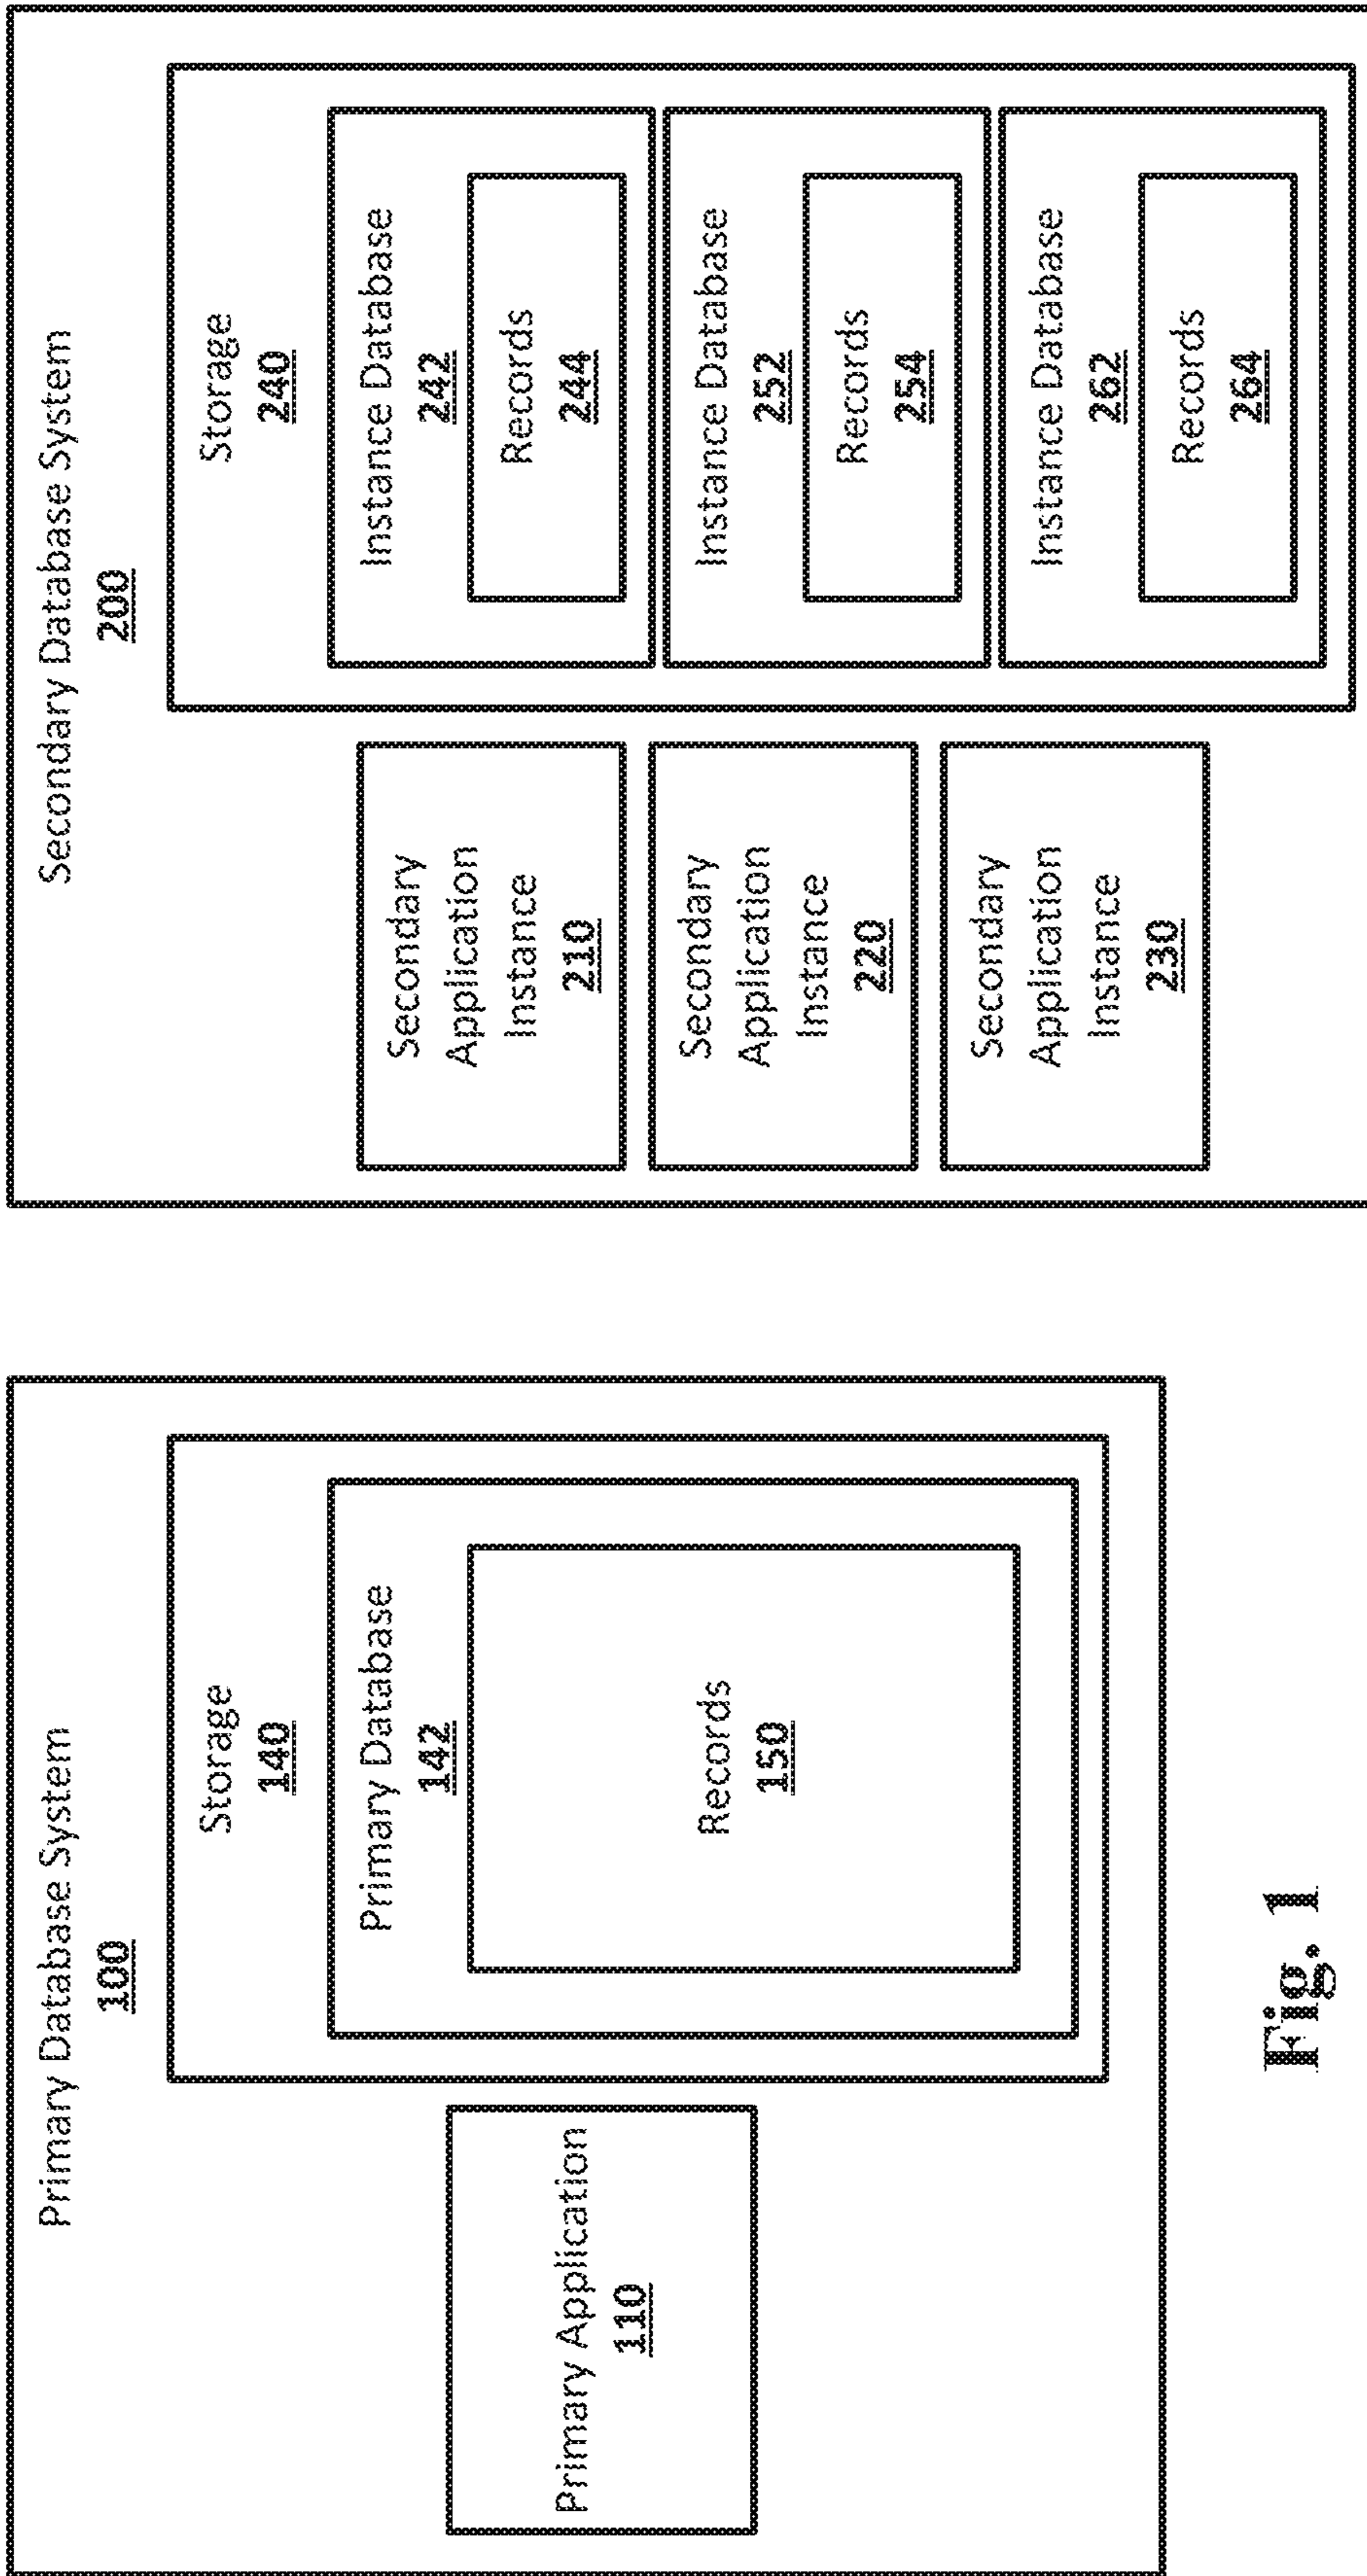 Primary Database System
100
Primary Application
110
Storage
140
Primary Database
142
Records
150
Secondary Database System
200
Secondary
Application
Instance
210
Secondary
Application
Instance
220
Secondary
Application
Instance
230
Storage
240
Instance Database
242
Records
244
Instance Database
252
Records
254
Instance Database
262
Records
264
Fig. 1